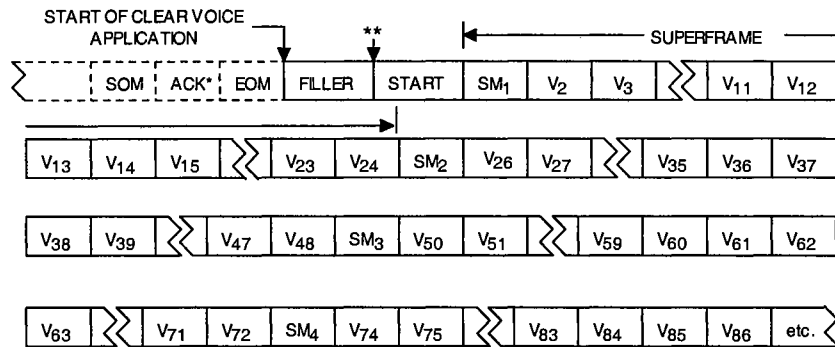 START OF CLEAR VOICE
APPLICATION
**
SUPERFRAME
SOM ACK* EOM FILLER START SM1 V2 V3 V11 V12
V13 V14 V15 V23 V24 SM2 V26 V27 V35 V36 V37
V38 V39 V47 V48 SM3 V50 V51 V59 V60 V61 V62
V63 V71 V72 SM4 V74 V75 V83 V84 V85 V86 etc.